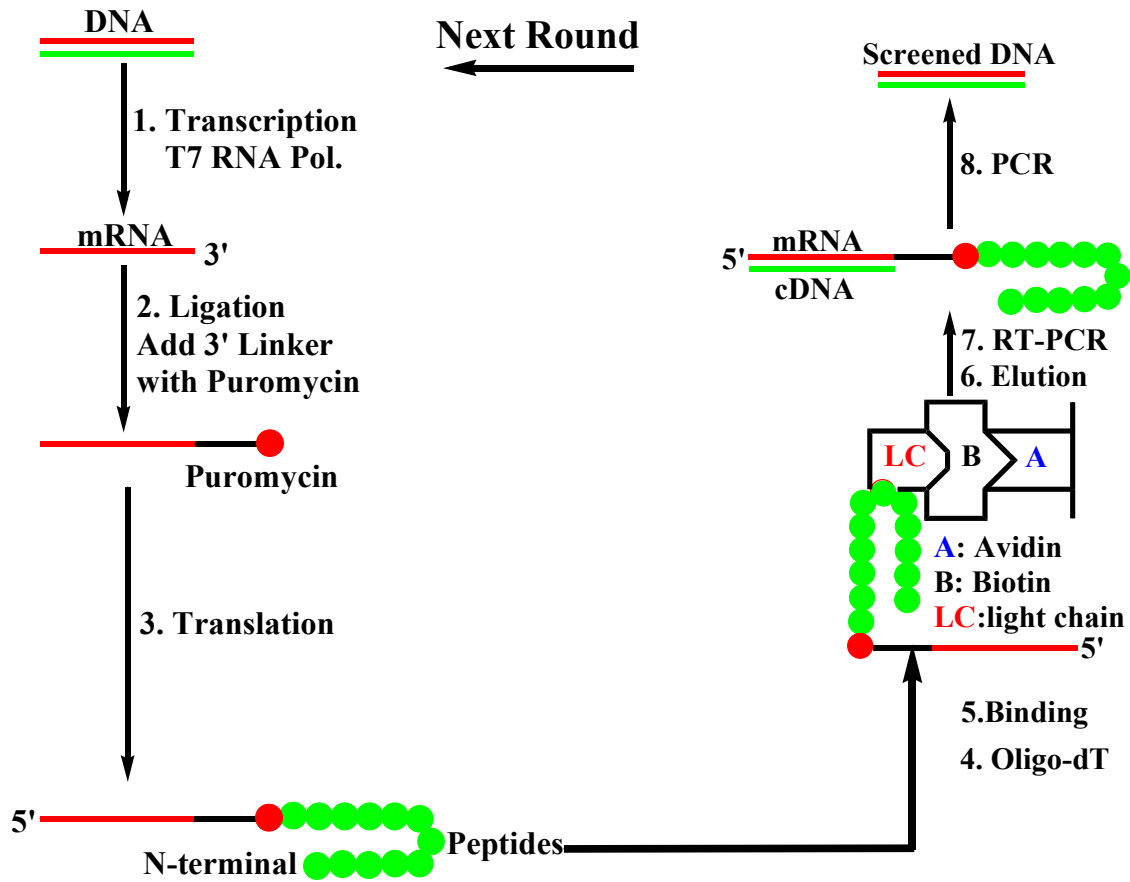 DNA
Next Round
Screened DNA
1. Transcription
T7 RNA Pol.
8. PCR
mRNA
3'
5'
mRNA
cDNA
2. Ligation
Add 3' Linker
with Puromycin
7. RT-PCR
6. Elution
LC
B
A
Puromycin
A: Avidin
B: Biotin
LC:light chain
3. Translation
5'
5.Binding
4. Oligo-dT
5'
Peptides
N-terminal